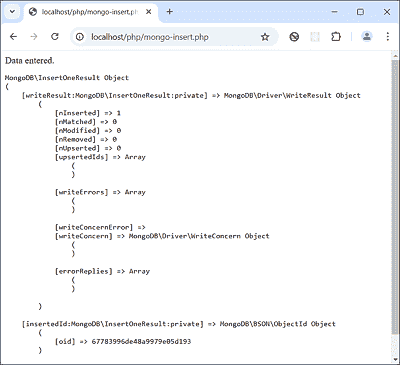 localhost/php/mongo-insert.php
localhost/php/mongo-insert.php
Data entered.
MongoDB\InsertOneResult Object
(
    [writeResult:MongoDB\InsertOneResult:private] => MongoDB\Driver\WriteResult Object
        (
            [nInserted] => 1
            [nMatched] => 0
            [nModified] => 0
            [nRemoved] => 0
            [nUpserted] => 0
            [upsertedIds] => Array
                (
                )
            [writeErrors] => Array
                (
                )
            [writeConcernError] =>
            [writeConcern] => MongoDB\Driver\WriteConcern Object
                (
                )
            [errorReplies] => Array
                (
                )
        )
    [insertedId:MongoDB\InsertOneResult:private] => MongoDB\BSON\ObjectId Object
        (
            [oid] => 67783996de48a9979e05d193
        )